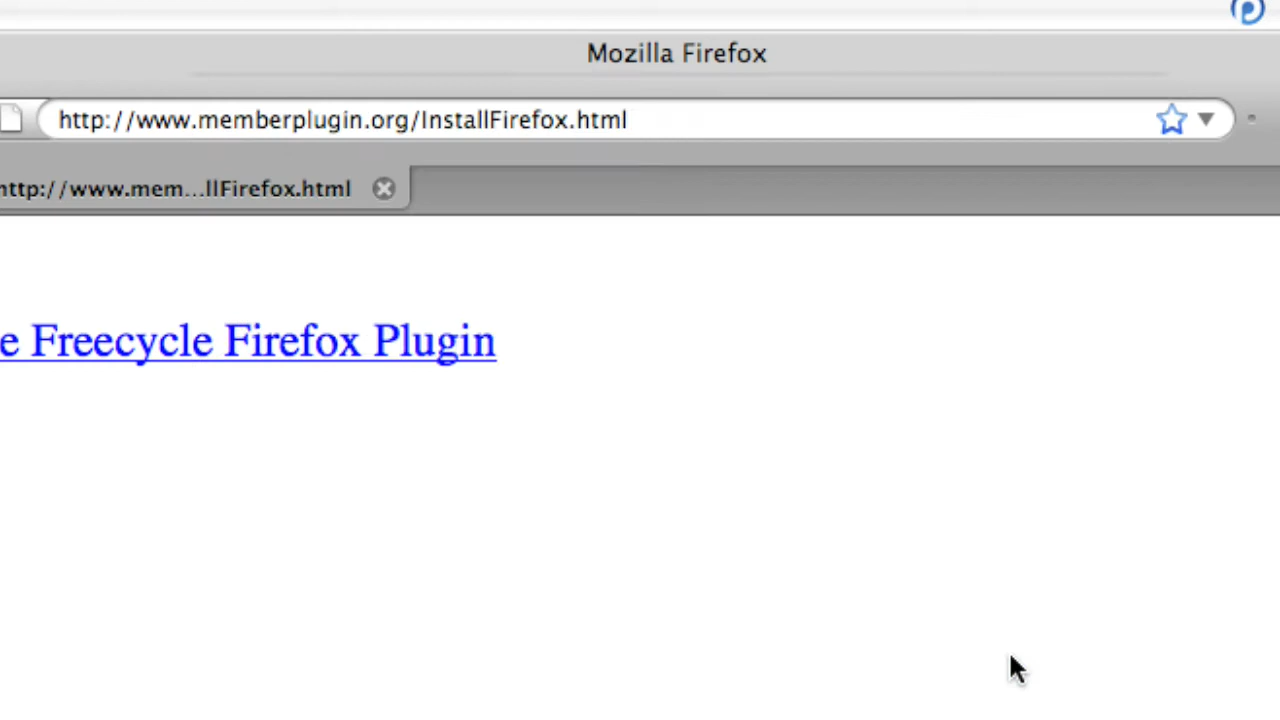 Mozilla Firefox
http://www.memberplugin.org/InstallFirefox.html
http://www.mem...llFirefox.html
e Freecycle Firefox Plugin